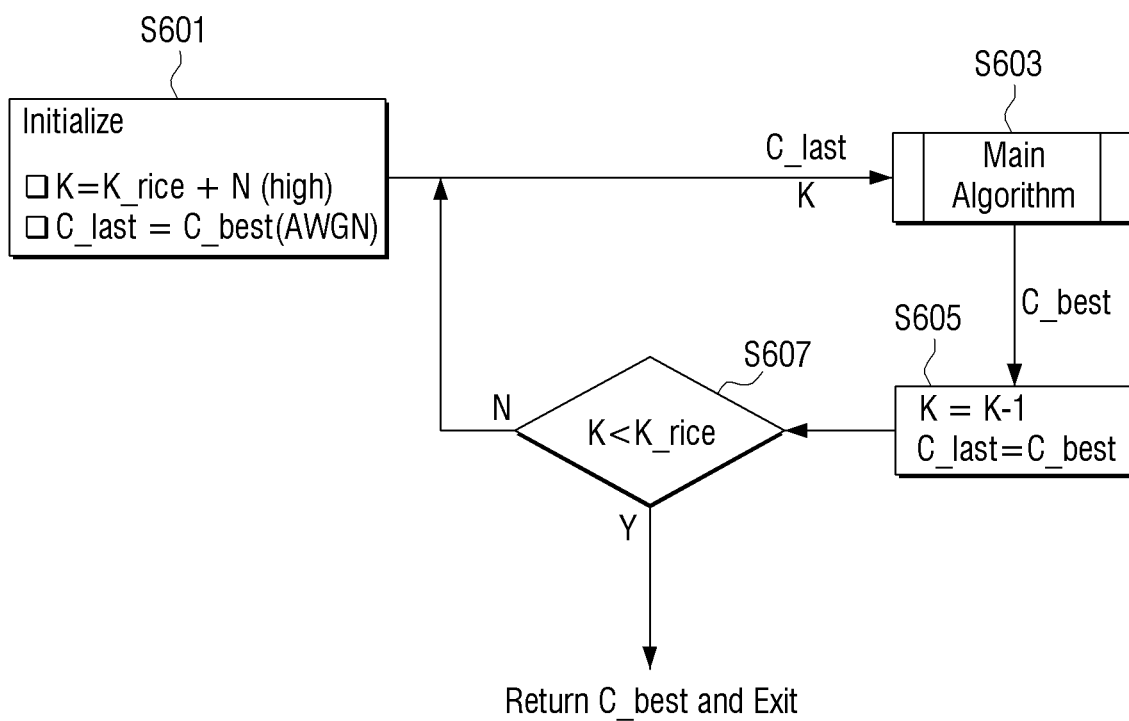 S601
Initialize
❑ K=K_rice + N (high)
❑ C_last = C_best(AWGN)
C_last
K
S603
Main
Algorithm
C_best
S605
K = K-1
C_last=C_best
S607
K<K_rice
N
Y
Return C_best and Exit